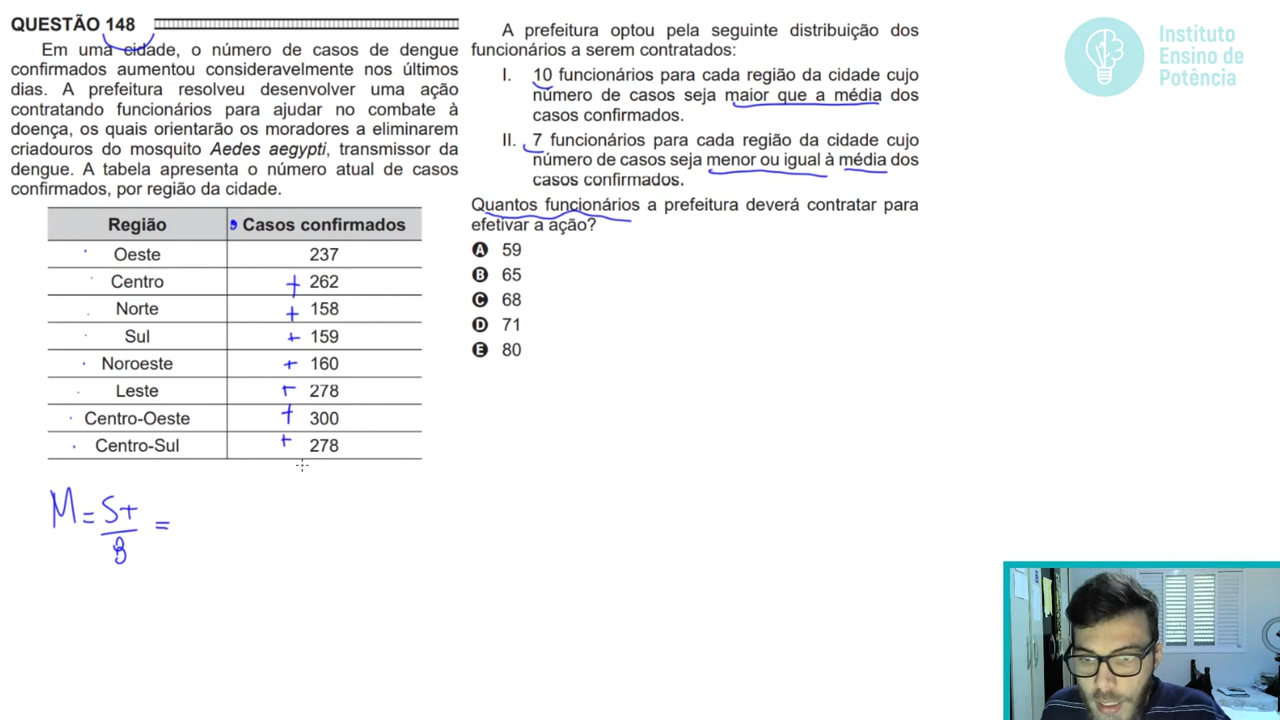 QUESTÃO 148
Em uma cidade, o número de casos de dengue
confirmados aumentou consideravelmente nos últimos
dias. A prefeitura resolveu desenvolver uma ação
contratando funcionários para ajudar no combate à
doença, os quais orientarão os moradores a eliminarem
criadouros do mosquito Aedes aegypti, transmissor da
dengue. A tabela apresenta o número atual de casos
confirmados, por região da cidade.
Região Casos confirmados
Oeste 237
Centro + 262
Norte + 158
Sul + 159
Noroeste + 160
Leste + 278
Centro-Oeste + 300
Centro-Sul + 278
M = S+
8 =
A prefeitura optou pela seguinte distribuição dos
funcionários a serem contratados:
I. 10 funcionários para cada região da cidade cujo
número de casos seja maior que a média dos
casos confirmados.
II. 7 funcionários para cada região da cidade cujo
número de casos seja menor ou igual à média dos
casos confirmados.
Quantos funcionários a prefeitura deverá contratar para
efetivar a ação?
A 59
B 65
C 68
D 71
E 80
Instituto
Ensino de
Potência